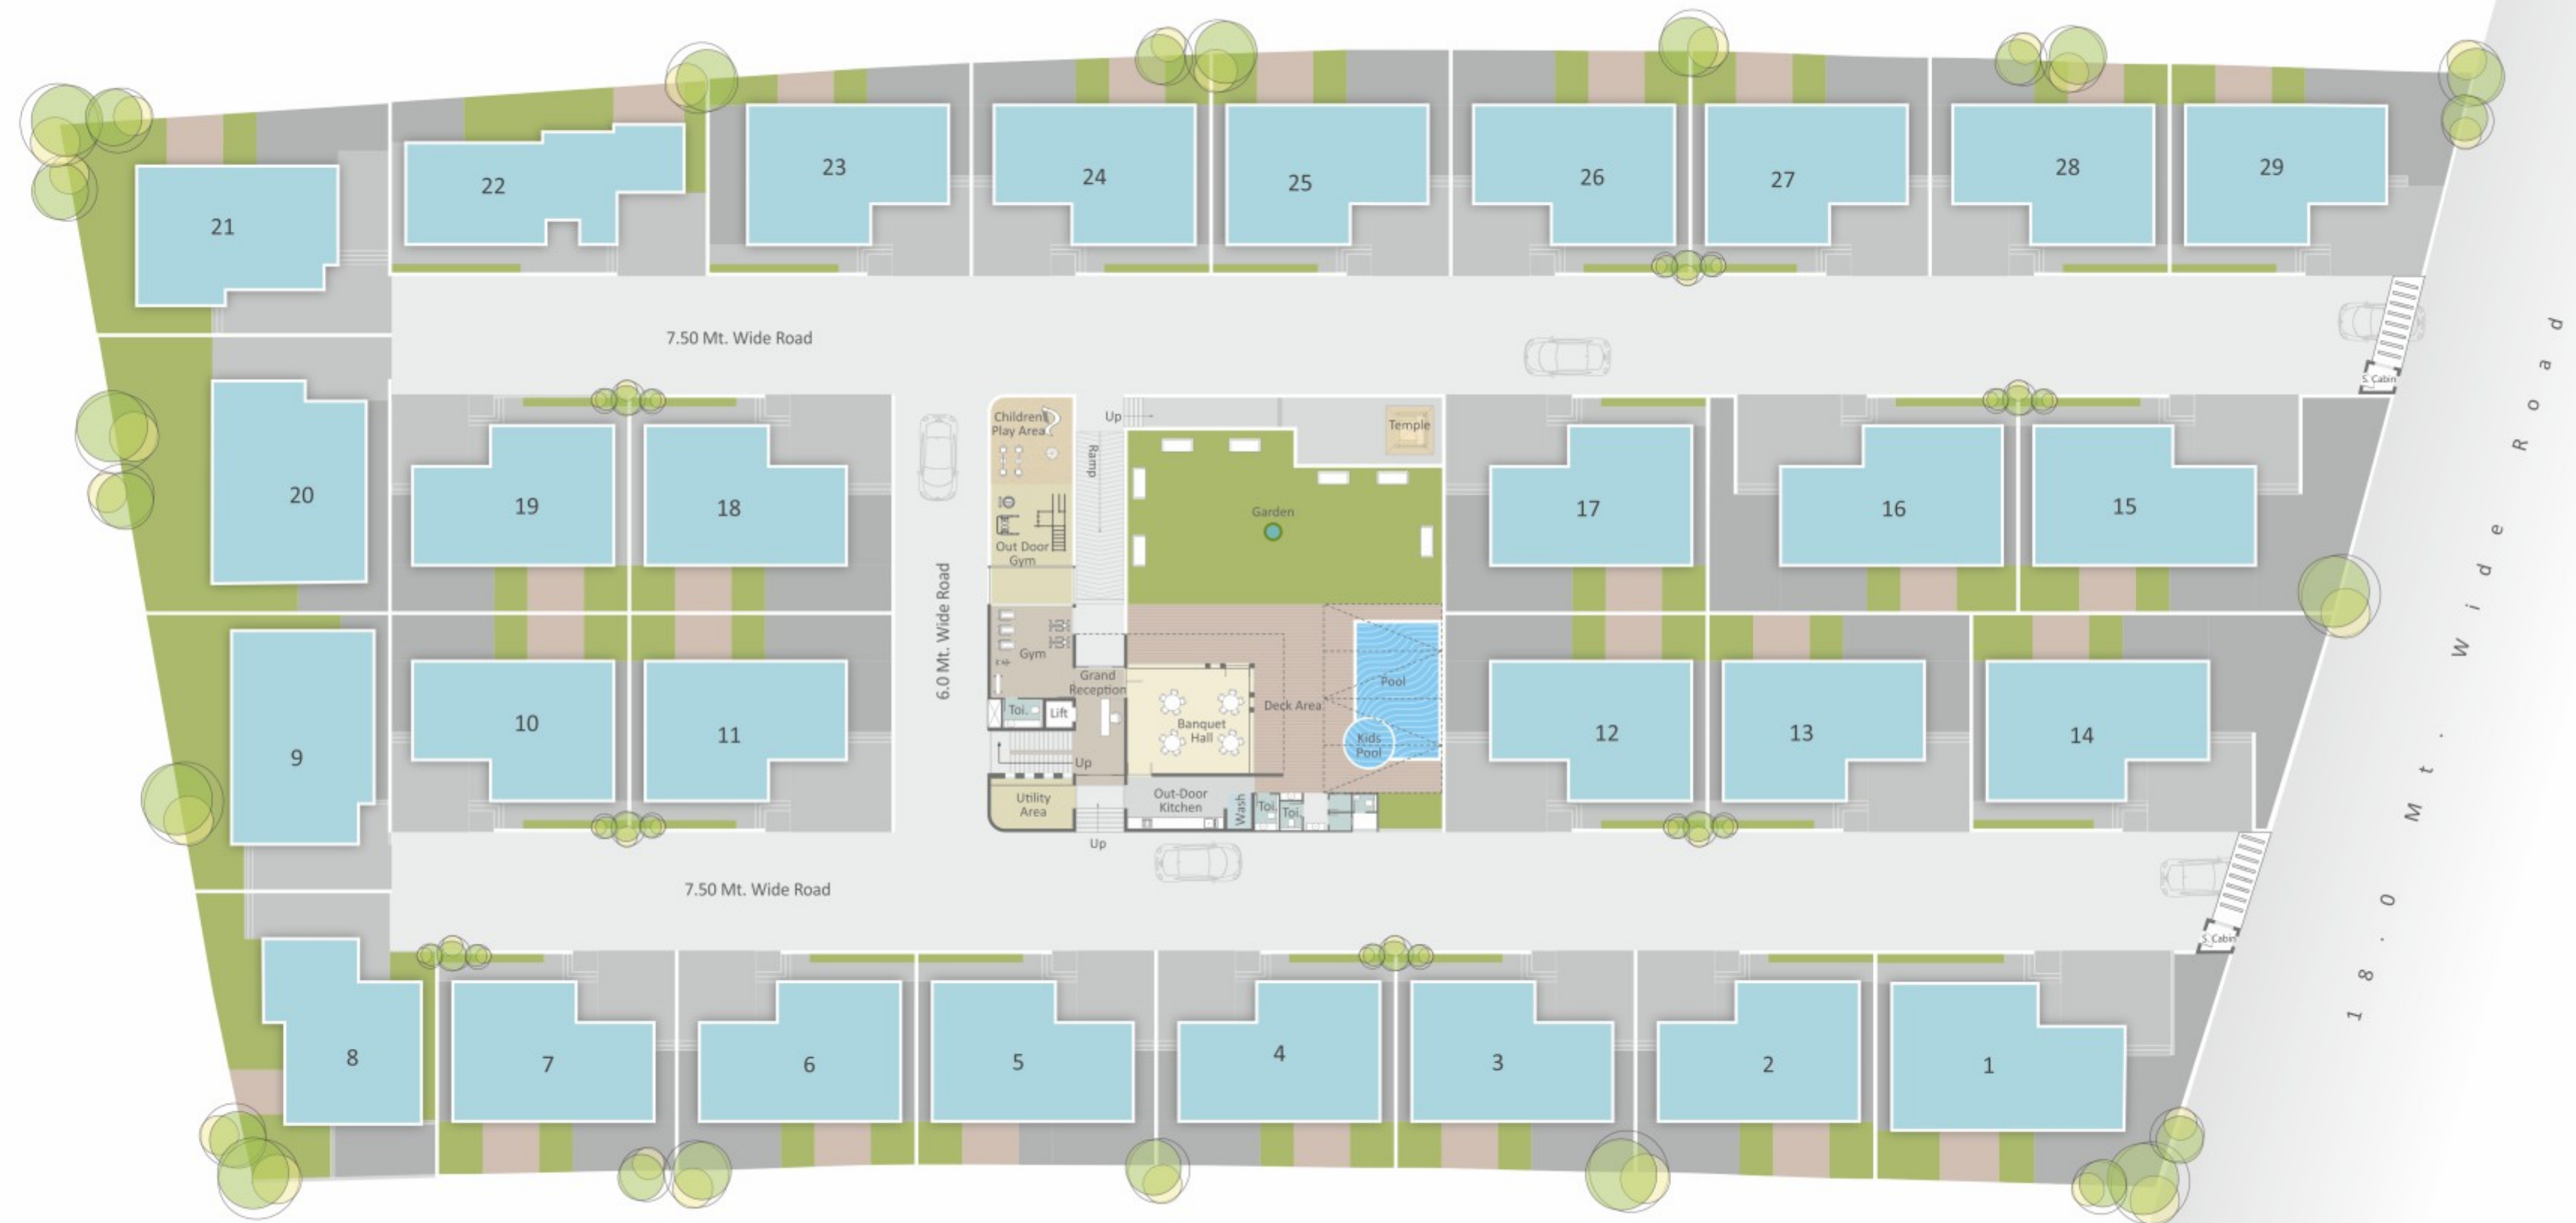 21
22
23
24
25
26
27
28
29
7.50 Mt. Wide Road
S. Cabin
18.0 Mt. Wide Road
20
19
18
6.0 Mt. Wide Road
Children
Play Area
Up
Ramp
Temple
Out Door
Gym
Garden
17
16
15
9
10
11
Gym
Grand
Reception
Toi.
Lift
Up
Utility
Area
Banquet
Hall
Deck Area
Pool
Kids
Pool
Out-Door
Kitchen
Wash
Toi.
Toi.
Up
12
13
14
7.50 Mt. Wide Road
S. Cabin
8
7
6
5
4
3
2
1